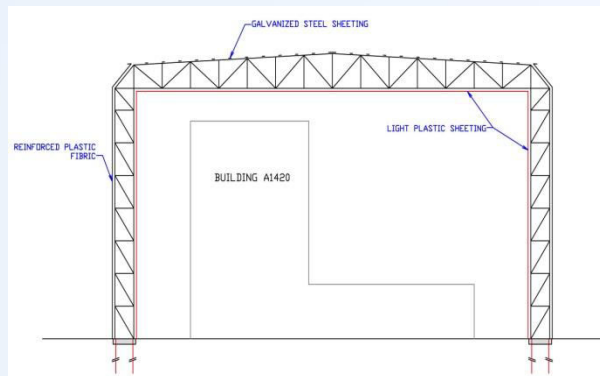 GALVANIZED STEEL SHEETING
LIGHT PLASTIC SHEETING
REINFORCED PLASTIC
FIBRIC
BUILDING A1420